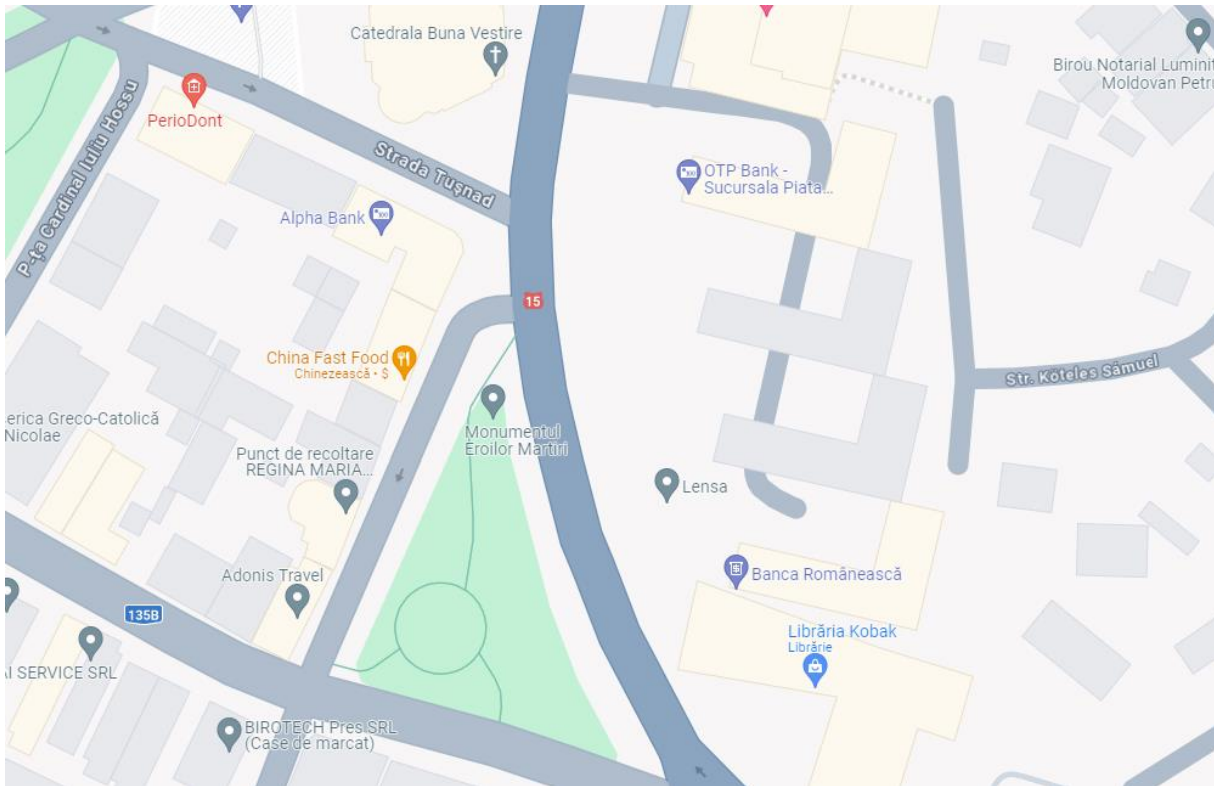 Catedrala Buna Vestire
Birou Notarial Luminit
Moldovan Petru
PerioDont
P-ța Cardinal Iuliu Hossu
Strada Tușnad
OTP Bank -
Sucursala Piata...
Alpha Bank
15
China Fast Food
Chinezească • $
Str. Koteles Sámuel
Monumentul
Eroilor Martiri
erica Greco-Catolică
Nicolae
Punct de recoltare
REGINA MARIA...
Lensa
Adonis Travel
Banca Românească
135B
Librăria Kobak
Librărie
I SERVICE SRL
BIROTECH Pres SRL
(Case de marcat)